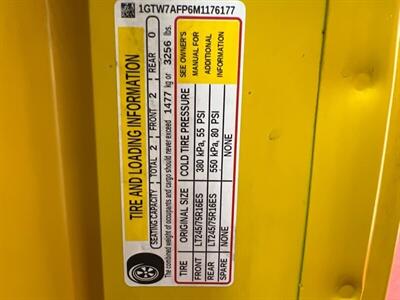 1GTW7AFP6M1176177
TIRE AND LOADING INFORMATION
SEATING CAPACITY TOTAL 2 FRONT 2 REAR 0
The combined weight of occupants and cargo should never exceed 1477 kg or 3256 lbs.
TIRE ORIGINAL SIZE COLD TIRE PRESSURE
FRONT LT245/75R16ES 380 kPa, 55 PSI
REAR LT245/75R16ES 550 kPa, 80 PSI
SPARE NONE NONE
SEE OWNER'S
MANUAL FOR
ADDITIONAL
INFORMATION